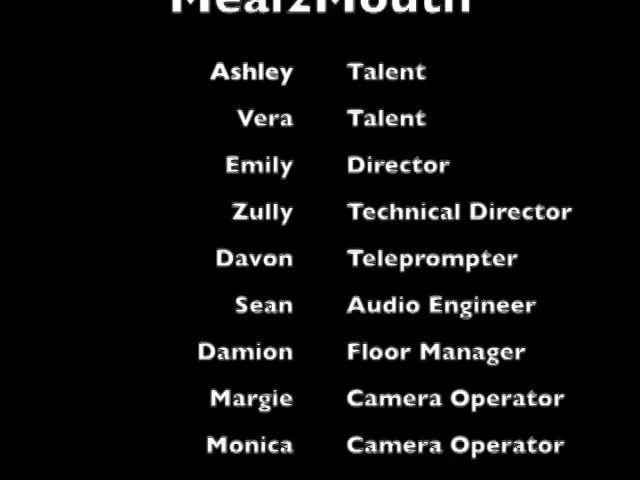 Meal2Mouth
Ashley Talent
Vera Talent
Emily Director
Zully Technical Director
Davon Teleprompter
Sean Audio Engineer
Damion Floor Manager
Margie Camera Operator
Monica Camera Operator